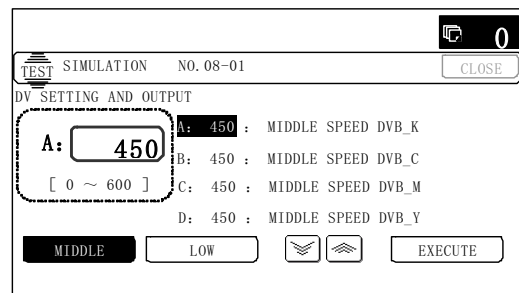 0
TEST SIMULATION NO. 08-01 CLOSE
DV SETTING AND OUTPUT
A: 450
[ 0 ~ 600 ]
A: 450 : MIDDLE SPEED DVB_K
B: 450 : MIDDLE SPEED DVB_C
C: 450 : MIDDLE SPEED DVB_M
D: 450 : MIDDLE SPEED DVB_Y
MIDDLE LOW EXECUTE